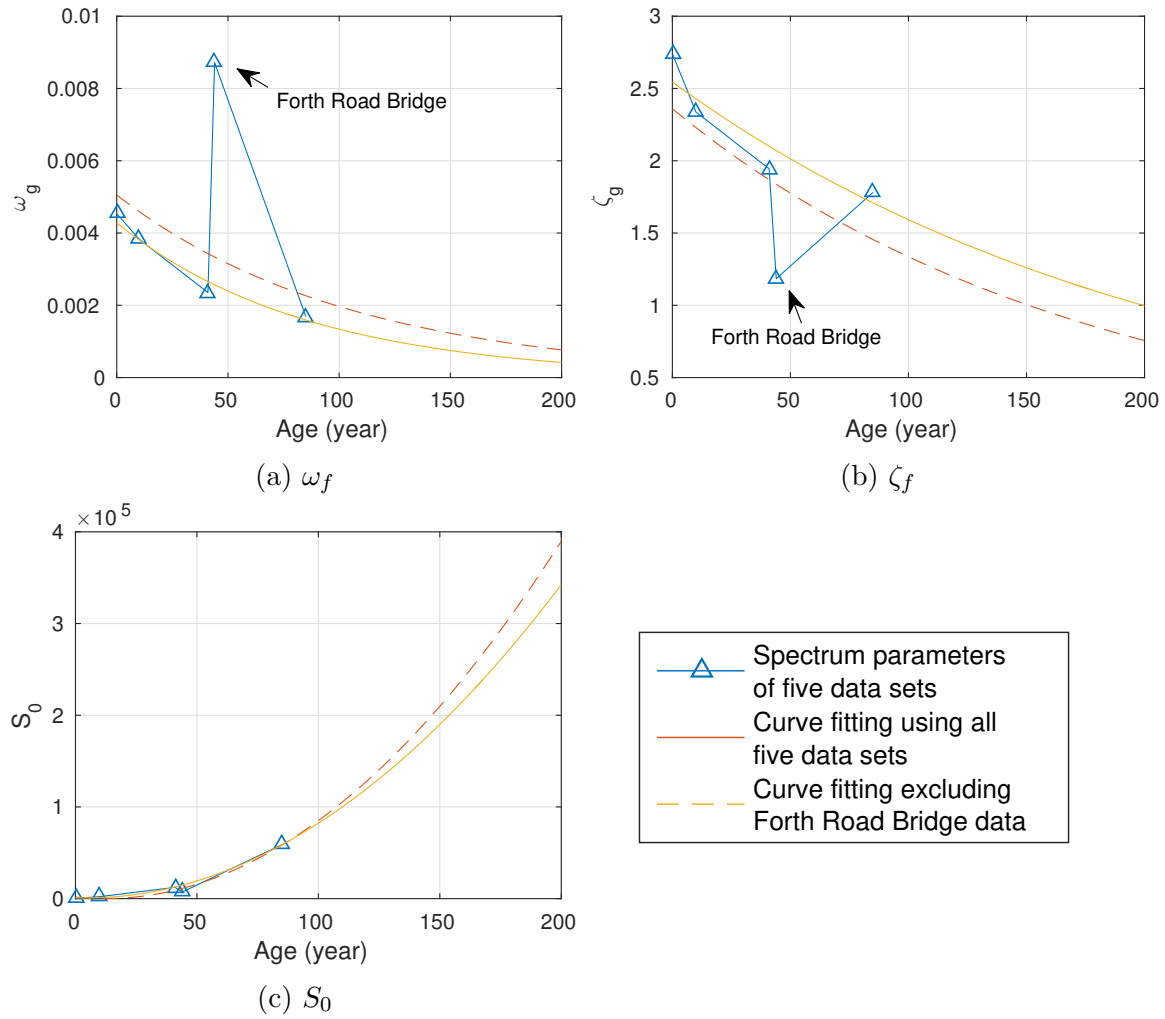 0.01
0.008
0.006
0.004
0.002
0
ω_g
Forth Road Bridge
0 50 100 150 200
Age (year)
(a) ω_f
3
2.5
2
1.5
1
0.5
ζ_g
Forth Road Bridge
0 50 100 150 200
Age (year)
(b) ζ_f
×10^5
4
3
2
1
0
S_0
0 50 100 150 200
Age (year)
(c) S_0
Spectrum parameters
of five data sets
Curve fitting using all
five data sets
Curve fitting excluding
Forth Road Bridge data